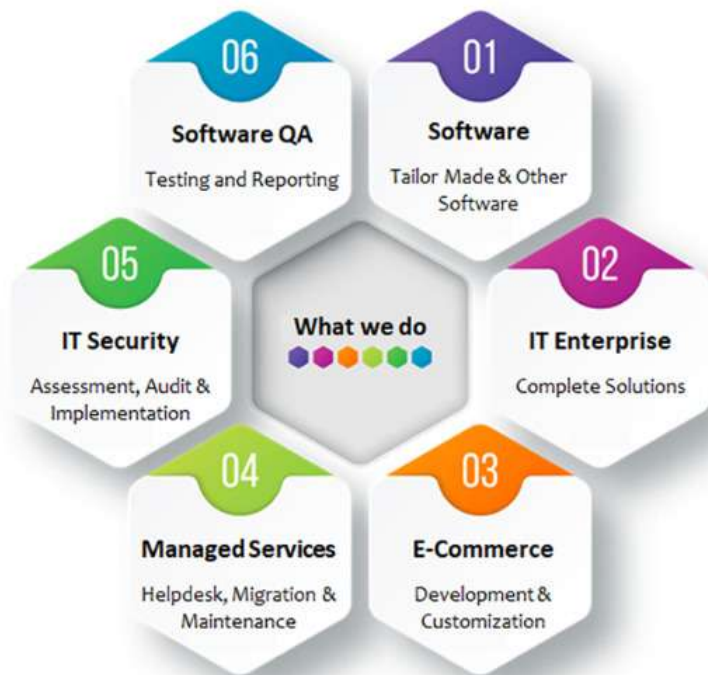 06
Software QA
Testing and Reporting
01
Software
Tailor Made & Other
Software
05
IT Security
Assessment, Audit &
Implementation
What we do
02
IT Enterprise
Complete Solutions
04
Managed Services
Helpdesk, Migration &
Maintenance
03
E-Commerce
Development &
Customization